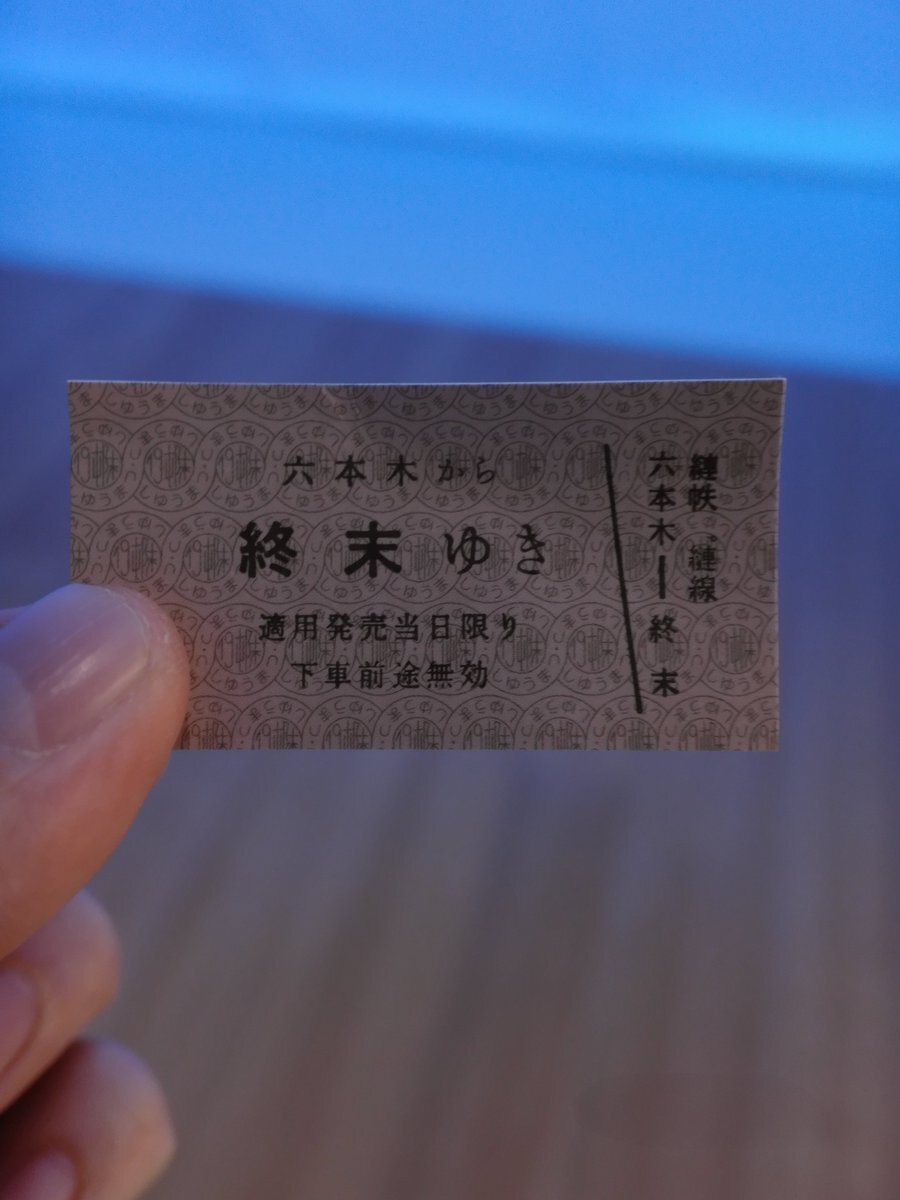 六本木から
終末ゆき
適用発売当日限り
下車前途無効
六本木―終末